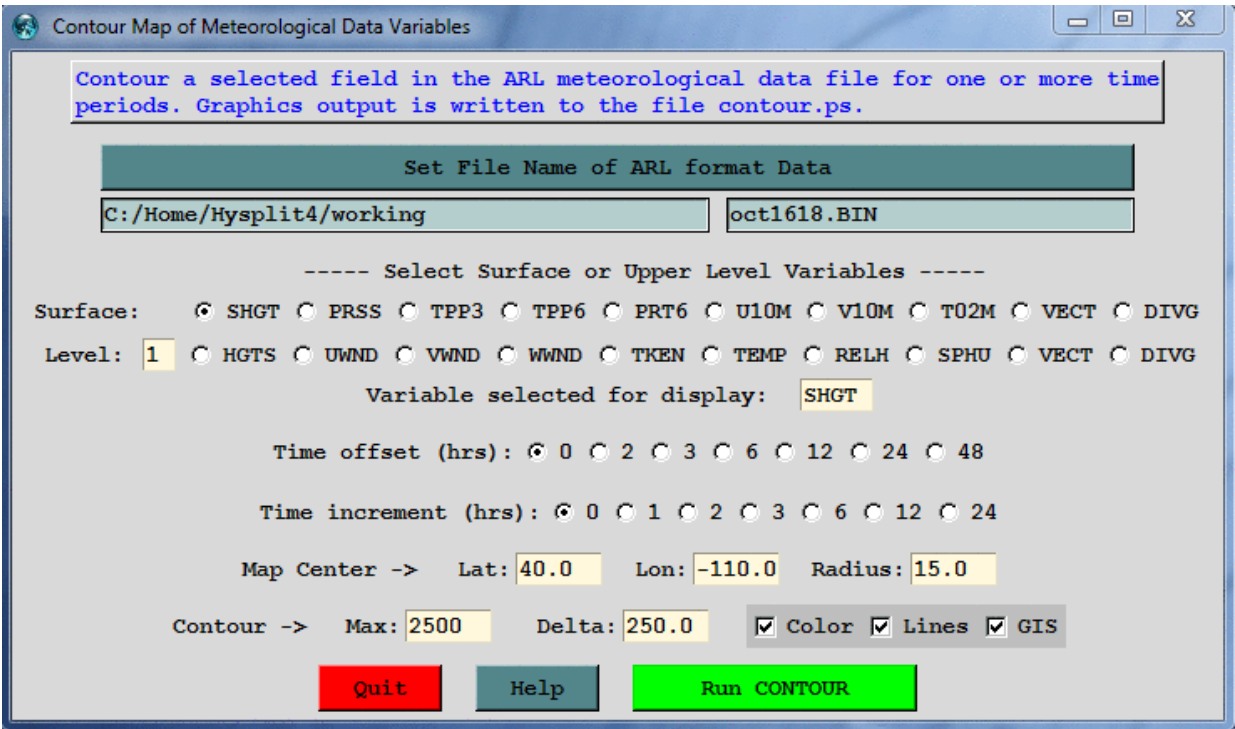 Contour Map of Meteorological Data Variables
Contour a selected field in the ARL meteorological data file for one or more time
periods. Graphics output is written to the file contour.ps.
Set File Name of ARL format Data
C:/Home/Hysplit4/working oct1618.BIN
----- Select Surface or Upper Level Variables -----
Surface: SHGT PRSS TPP3 TPP6 PRT6 U10M V10M T02M VECT DIVG
Level: 1 HGTS UWND VWND WWND TKEN TEMP RELH SPHU VECT DIVG
Variable selected for display: SHGT
Time offset (hrs): 0 2 3 6 12 24 48
Time increment (hrs): 0 1 2 3 6 12 24
Map Center -> Lat: 40.0 Lon: -110.0 Radius: 15.0
Contour -> Max: 2500 Delta: 250.0 Color Lines GIS
Quit Help Run CONTOUR